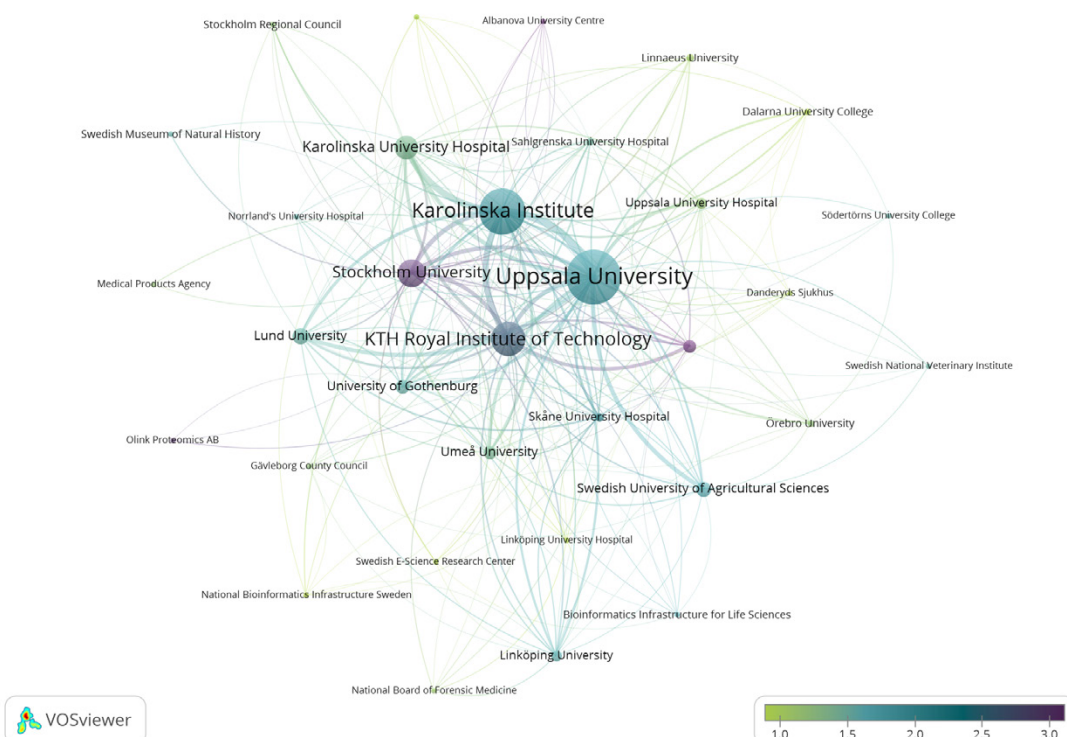 Stockholm Regional Council
Albanova University Centre
Linnaeus University
Dalarna University College
Swedish Museum of Natural History
Karolinska University Hospital
Sahlgrenska University Hospital
Karolinska Institute
Uppsala University Hospital
Norrland's University Hospital
Södertörns University College
Stockholm University
Uppsala University
Medical Products Agency
Danderyds Sjukhus
Lund University
KTH Royal Institute of Technology
Swedish National Veterinary Institute
University of Gothenburg
Skåne University Hospital
Örebro University
Olink Proteomics AB
Umeå University
Gävleborg County Council
Swedish University of Agricultural Sciences
Linköping University Hospital
Swedish E-Science Research Center
National Bioinformatics Infrastructure Sweden
Bioinformatics Infrastructure for Life Sciences
Linköping University
National Board of Forensic Medicine
VOSviewer
1.0 1.5 2.0 2.5 3.0